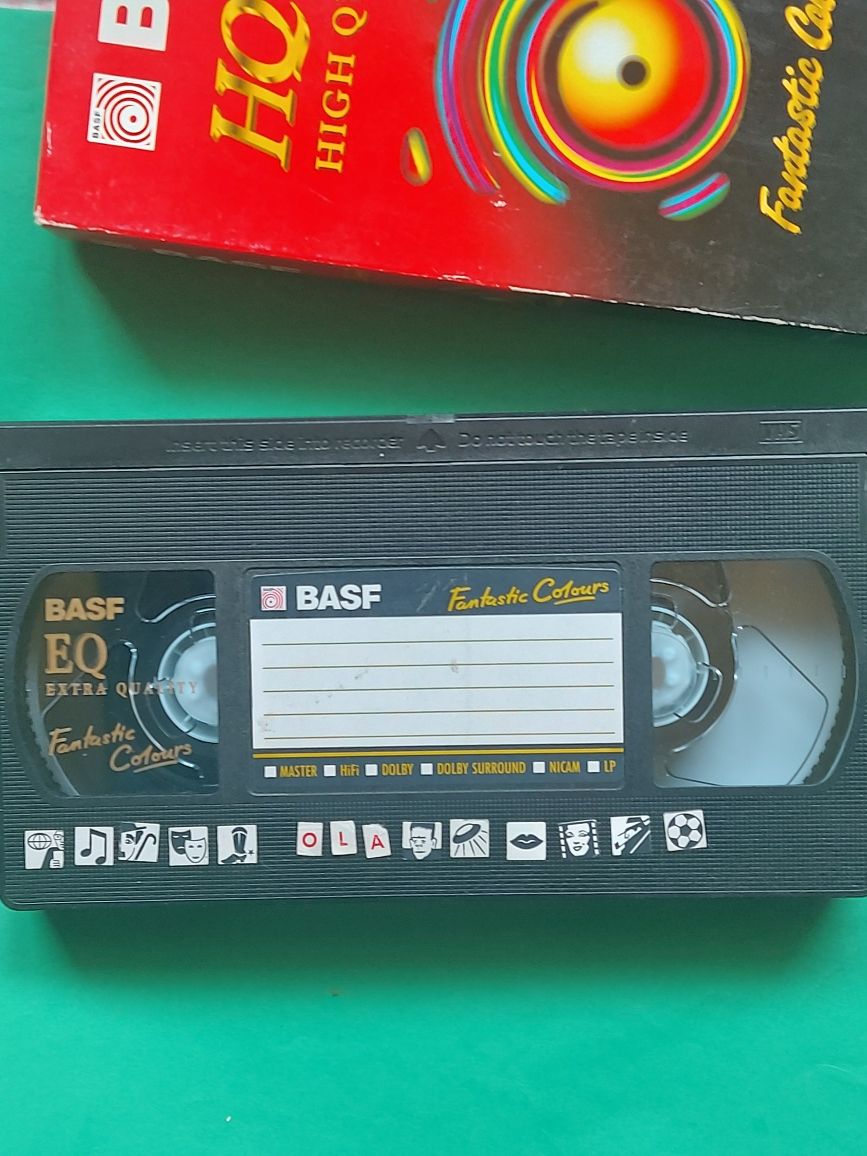 B
BASF
HQ
HIGH Q
Fantastic Co
Insert this side into recorder Do not touch the tape inside VHS
BASF
EQ
EXTRA QUALITY
Fantastic
Colours
BASF Fantastic Colours
MASTER HiFi DOLBY DOLBY SURROUND NICAM LP
OLA